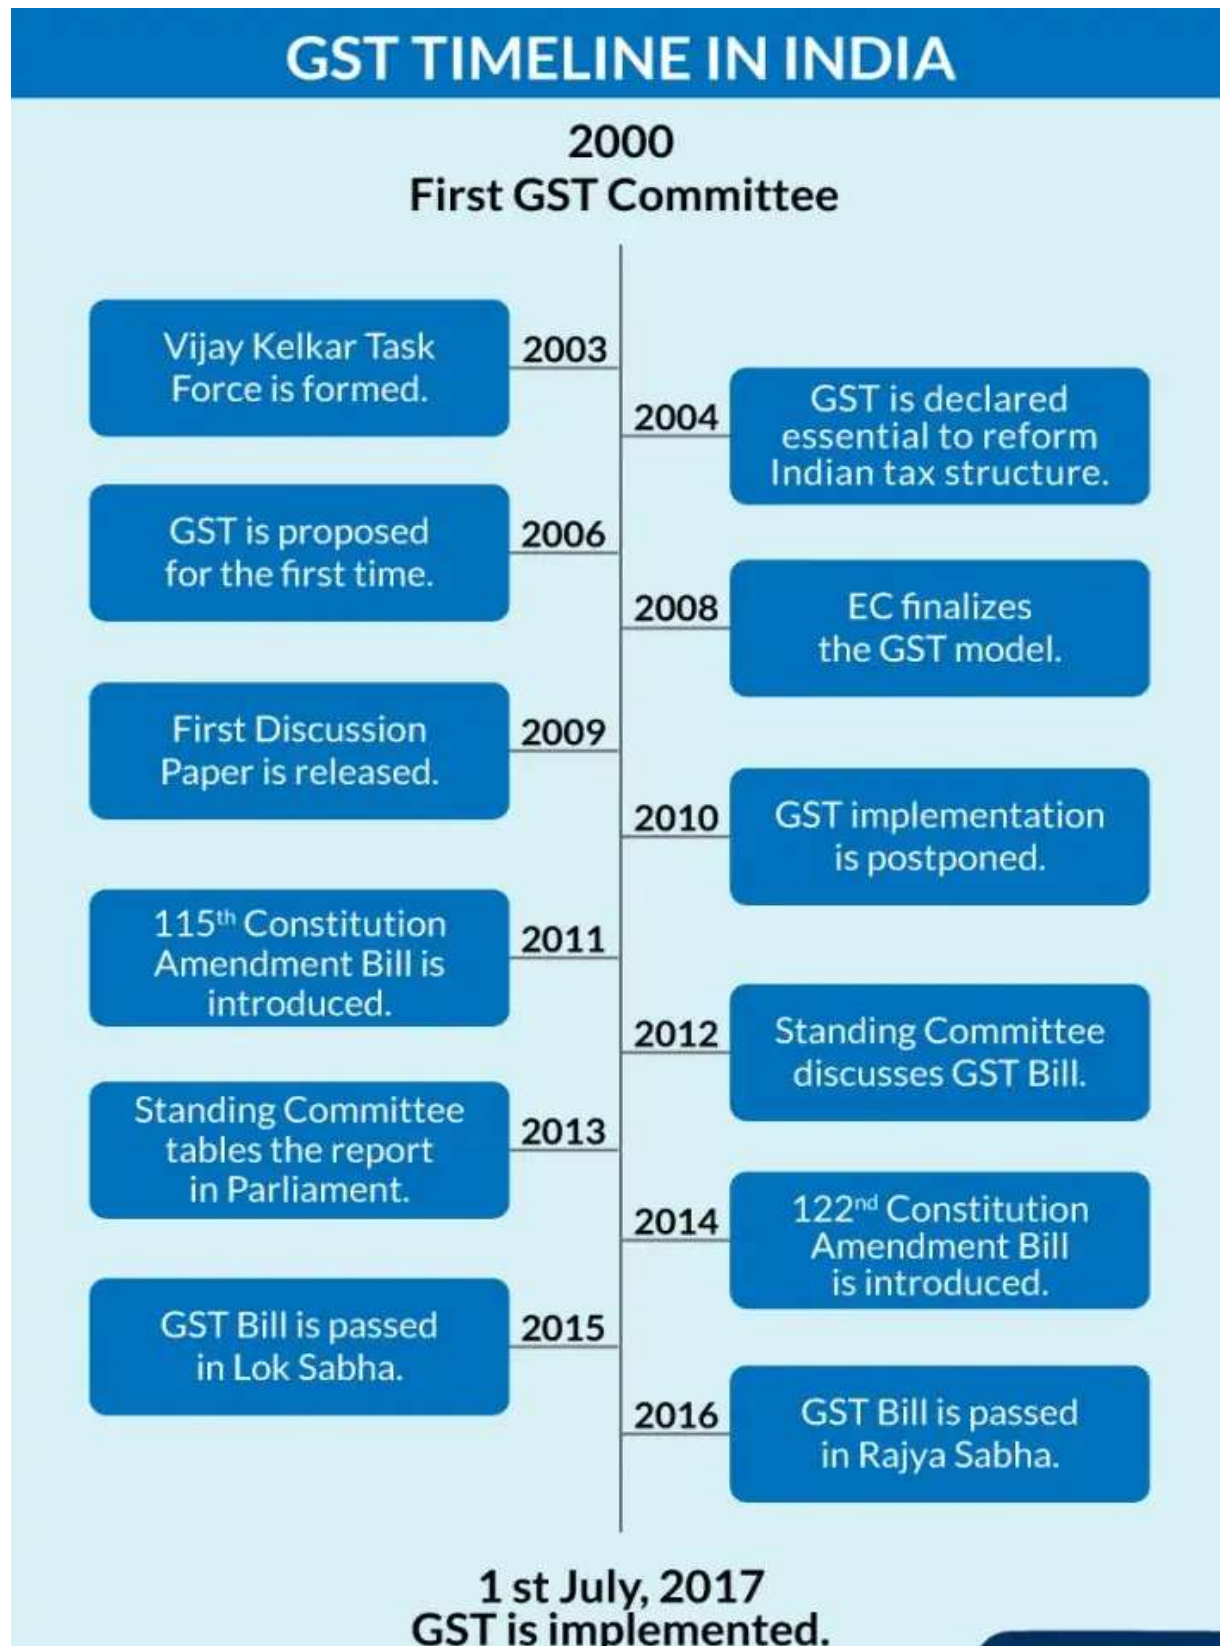 GST TIMELINE IN INDIA
2000
First GST Committee
Vijay Kelkar Task
Force is formed.
2003
2004
GST is declared
essential to reform
Indian tax structure.
GST is proposed
for the first time.
2006
2008
EC finalizes
the GST model.
First Discussion
Paper is released.
2009
2010
GST implementation
is postponed.
115th Constitution
Amendment Bill is
introduced.
2011
2012
Standing Committee
discusses GST Bill.
Standing Committee
tables the report
in Parliament.
2013
2014
122nd Constitution
Amendment Bill
is introduced.
GST Bill is passed
in Lok Sabha.
2015
2016
GST Bill is passed
in Rajya Sabha.
1 st July, 2017
GST is implemented.